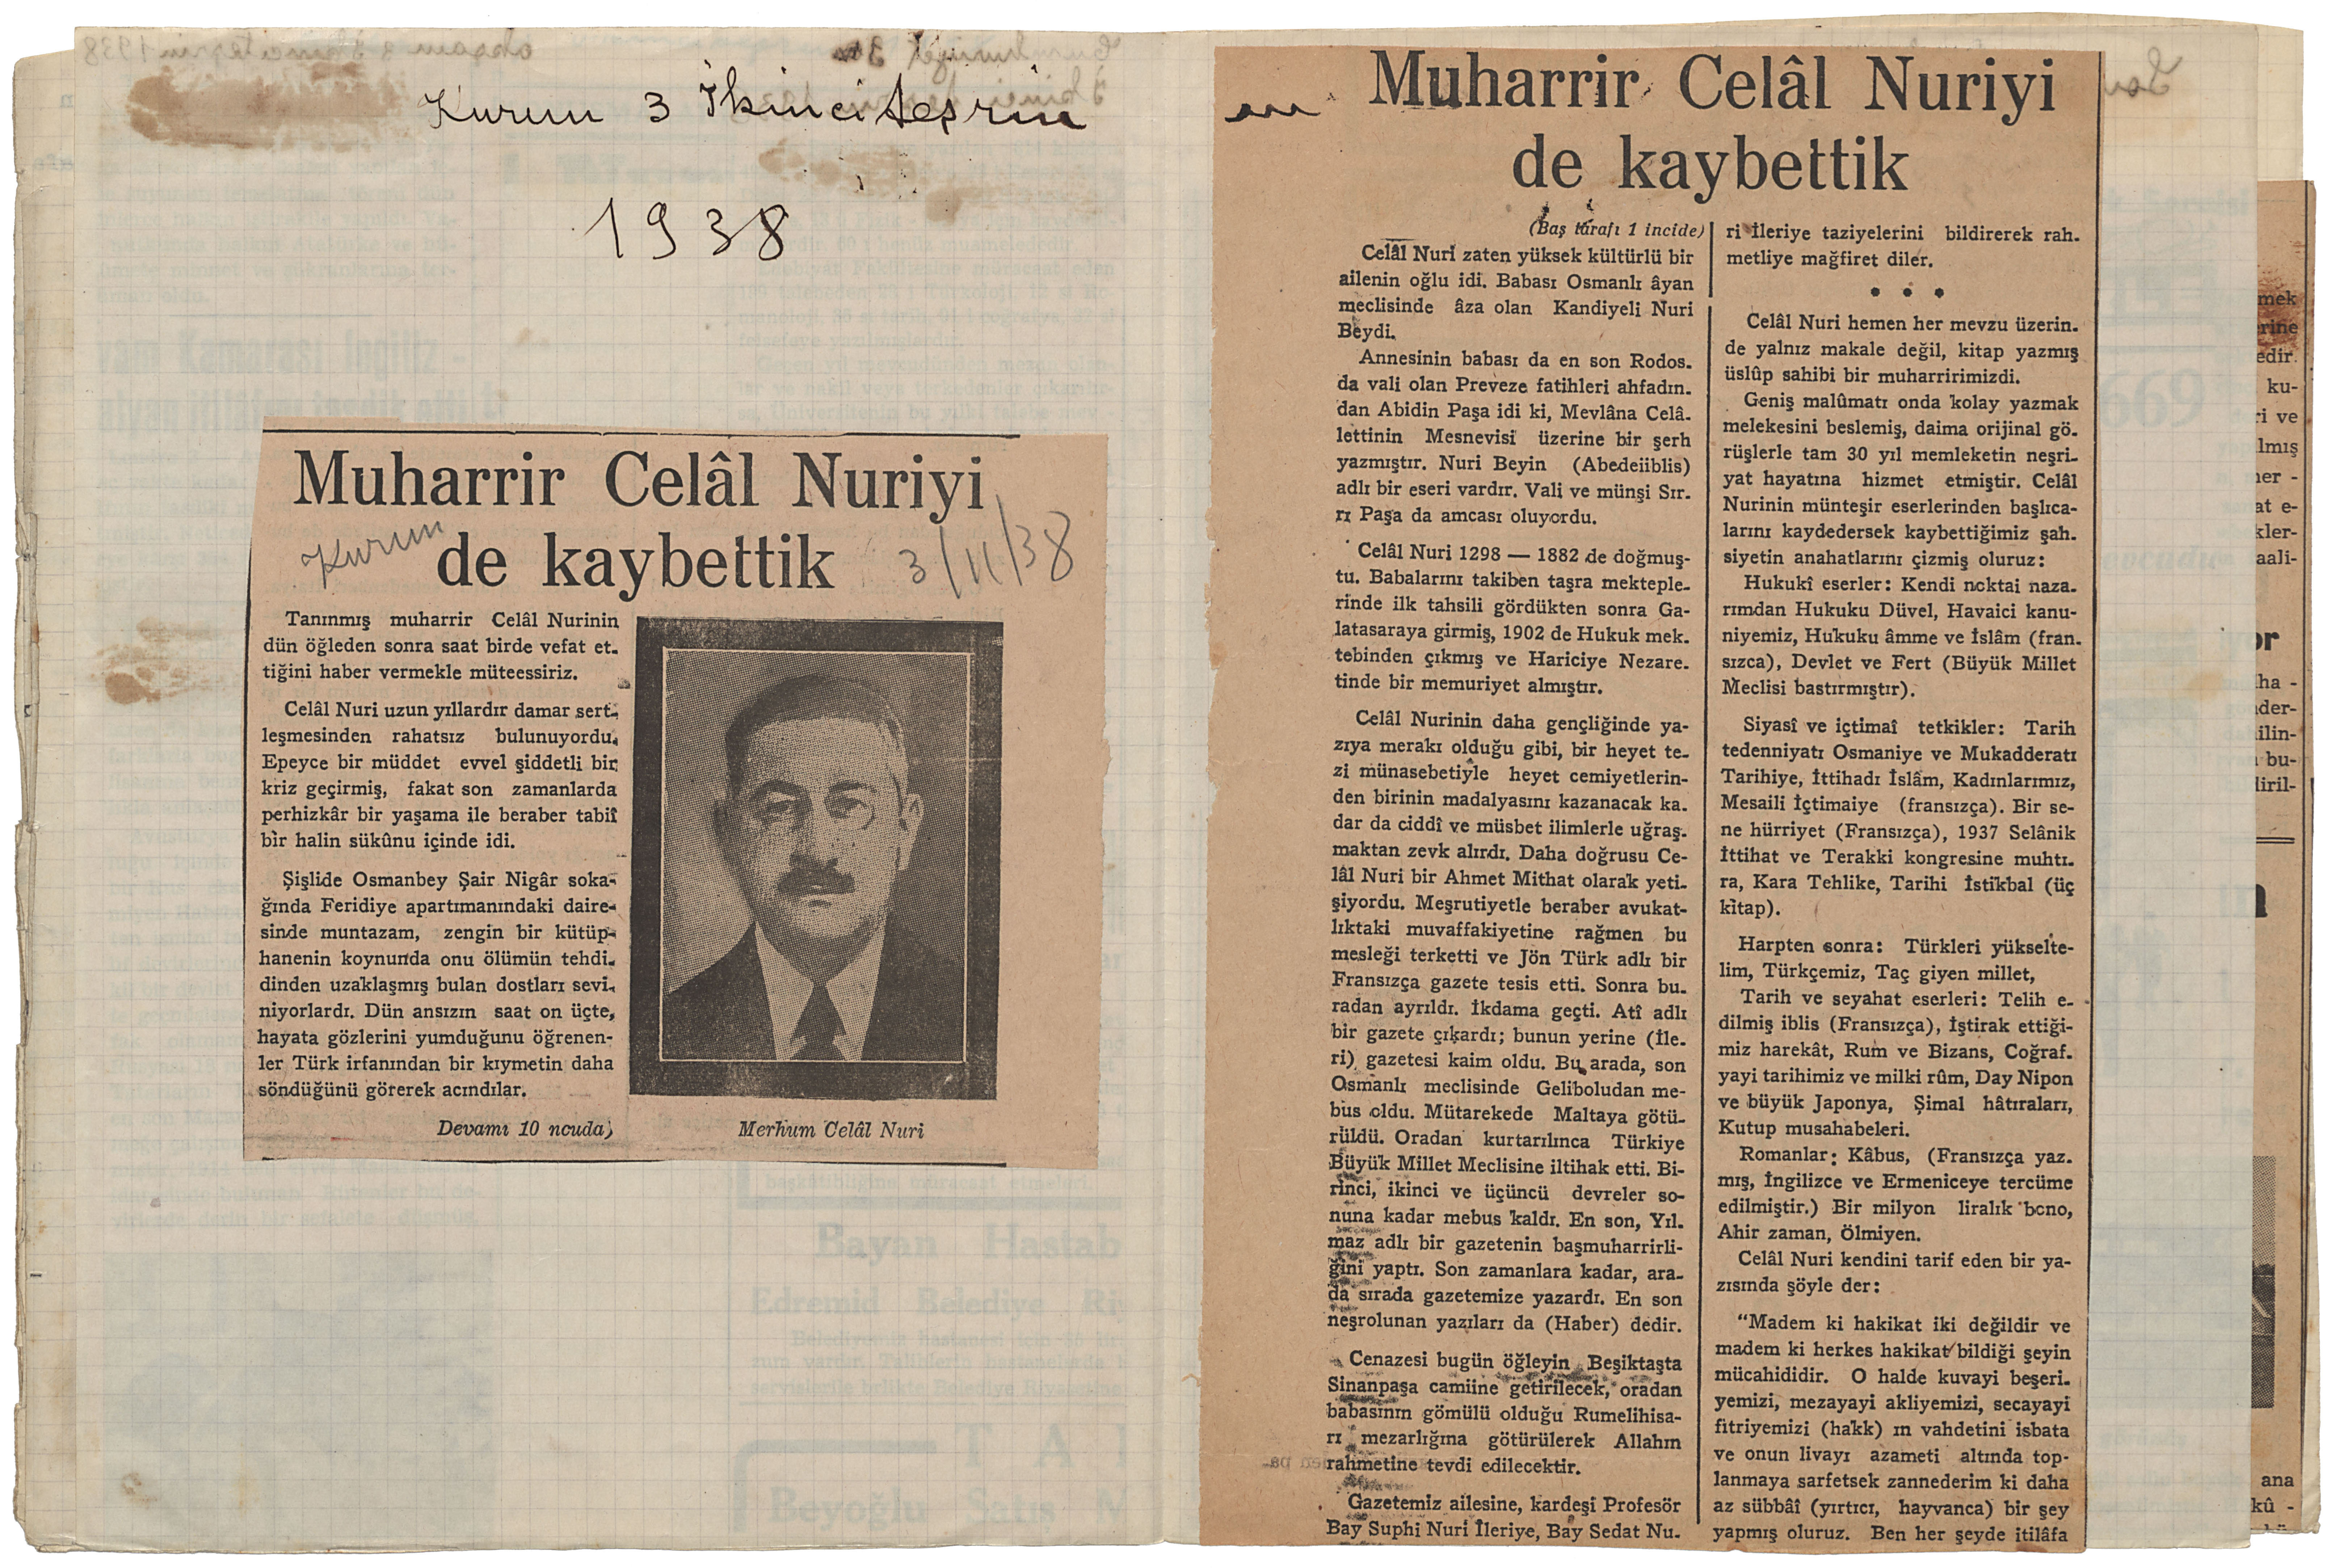 Kurun 3 İkinciteşrin
1938
Muharrir Celâl Nuriyi
de kaybettik
Kurun
3/11/38
Tanınmış muharrir Celâl Nurinin
dün öğleden sonra saat birde vefat et-
tiğini haber vermekle müteessiriz.
Celâl Nuri uzun yıllardır damar sert-
leşmesinden rahatsız bulunuyordu.
Epeyce bir müddet evvel şiddetli bir
kriz geçirmiş, fakat son zamanlarda
perhizkâr bir yaşama ile beraber tabiî
bir halin sükûnu içinde idi.
Şişlide Osmanbey Şair Nigâr soka-
ğında Feridiye apartımanındaki daire-
sinde muntazam, zengin bir kütüp-
hanenin koynunda onu ölümün tehdi-
dinden uzaklaşmış bulan dostları sevi-
niyorlardı. Dün ansızın saat on üçte,
hayata gözlerini yumduğunu öğrenen-
ler Türk irfanından bir kıymetin daha
söndüğünü görerek acındılar.
Devamı 10 ncuda)
Merhum Celâl Nuri
Muharrir Celâl Nuriyi
de kaybettik
(Baş tarafı 1 incide)
Celâl Nuri zaten yüksek kültürlü bir
ailenin oğlu idi. Babası Osmanlı âyan
meclisinde âza olan Kandiyeli Nuri
Beydi.
Annesinin babası da en son Rodos.
da vali olan Preveze fatihleri ahfadın.
dan Abidin Paşa idi ki, Mevlâna Celâ-
lettinin Mesnevisi üzerine bir şerh
yazmıştır. Nuri Beyin (Abedeiiblis)
adlı bir eseri vardır. Vali ve münşi Sır.
rı Paşa da amcası oluyordu.
Celâl Nuri 1298 — 1882 de doğmuş-
tu. Babalarını takiben taşra mekteple-
rinde ilk tahsili gördükten sonra Ga-
latasaraya girmiş, 1902 de Hukuk mek.
tebinden çıkmış ve Hariciye Nezare.
tinde bir memuriyet almıştır.
Celâl Nurinin daha gençliğinde ya-
zıya merakı olduğu gibi, bir heyet te-
zi münasebetiyle heyet cemiyetlerin-
den birinin madalyasını kazanacak ka.
dar da ciddî ve müsbet ilimlerle uğraş.
maktan zevk alırdı. Daha doğrusu Ce-
lâl Nuri bir Ahmet Mithat olarak yeti-
şiyordu. Meşrutiyetle beraber avukat-
lıktaki muvaffakiyetine rağmen bu
mesleği terketti ve Jön Türk adlı bir
Fransızça gazete tesis etti. Sonra bu.
radan ayrıldı. İkdama geçti. Atî adlı
bir gazete çıkardı; bunun yerine (İle.
ri) gazetesi kaim oldu. Bu arada, son
Osmanlı meclisinde Geliboludan me-
bus oldu. Mütarekede Maltaya götü-
rüldü. Oradan kurtarılınca Türkiye
Büyük Millet Meclisine iltihak etti. Bi-
rinci, ikinci ve üçüncü devreler so-
nuna kadar mebus kaldı. En son, Yıl.
maz adlı bir gazetenin başmuharrirli-
ğini yaptı. Son zamanlara kadar, ara-
da sırada gazetemize yazardı. En son
neşrolunan yazıları da (Haber) dedir.
Cenazesi bugün öğleyin Beşiktaşta
Sinanpaşa camiine getirilecek, oradan
babasının gömülü olduğu Rumelihisa-
rı mezarlığına götürülerek Allahın
rahmetine tevdi edilecektir.
Gazetemiz ailesine, kardeşi Profesör
Bay Suphi Nuri İleriye, Bay Sedat Nu.
ri İleriye taziyelerini bildirerek rah.
metliye mağfiret diler.
• • •
Celâl Nuri hemen her mevzu üzerin.
de yalnız makale değil, kitap yazmış
üslûp sahibi bir muharririmizdi.
Geniş malûmatı onda kolay yazmak
melekesini beslemiş, daima orijinal gö.
rüşlerle tam 30 yıl memleketin neşri-
yat hayatına hizmet etmiştir. Celâl
Nurinin münteşir eserlerinden başlıca-
larını kaydedersek kaybettiğimiz şah.
siyetin anahatlarını çizmiş oluruz:
Hukukî eserler: Kendi noktai naza.
rımdan Hukuku Düvel, Havaici kanu-
niyemiz, Hukuku âmme ve İslâm (fran.
sızca), Devlet ve Fert (Büyük Millet
Meclisi bastırmıştır).
Siyasî ve içtimaî tetkikler: Tarih
tedenniyatı Osmaniye ve Mukadderatı
Tarihiye, İttihadı İslâm, Kadınlarımız,
Mesaili İçtimaiye (fransızça). Bir se-
ne hürriyet (Fransızça), 1937 Selânik
İttihat ve Terakki kongresine muhtı.
ra, Kara Tehlike, Tarihi İstikbal (üç
kitap).
Harpten sonra: Türkleri yükselte-
lim, Türkçemiz, Taç giyen millet,
Tarih ve seyahat eserleri: Telih e-
dilmiş iblis (Fransızça), İştirak ettiği-
miz harekât, Rum ve Bizans, Coğraf.
yayi tarihimiz ve milki rûm, Day Nipon
ve büyük Japonya, Şimal hâtıraları,
Kutup musahabeleri.
Romanlar: Kâbus, (Fransızça yaz.
mış, İngilizce ve Ermeniceye tercüme
edilmiştir.) Bir milyon liralık bono,
Ahir zaman, Ölmiyen.
Celâl Nuri kendini tarif eden bir ya-
zısında şöyle der:
"Madem ki hakikat iki değildir ve
madem ki herkes hakikat bildiği şeyin
mücahididir. O halde kuvayi beşeri.
yemizi, mezayayi akliyemizi, secayayi
fitriyemizi (hakk) ın vahdetini isbata
ve onun livayı azameti altında top-
lanmaya sarfetsek zannederim ki daha
az sübbâî (yırtıcı, hayvanca) bir şey
yapmış oluruz. Ben her şeyde itilâfa